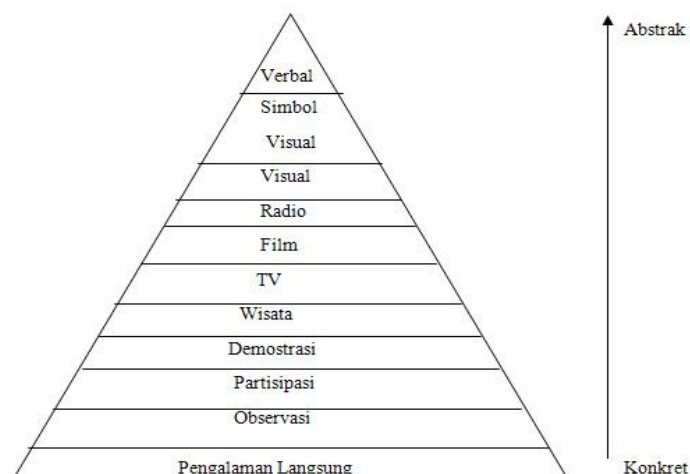 Abstrak
Verbal
Simbol
Visual
Visual
Radio
Film
TV
Wisata
Demostrasi
Partisipasi
Observasi
Pengalaman Langsung
Konkret